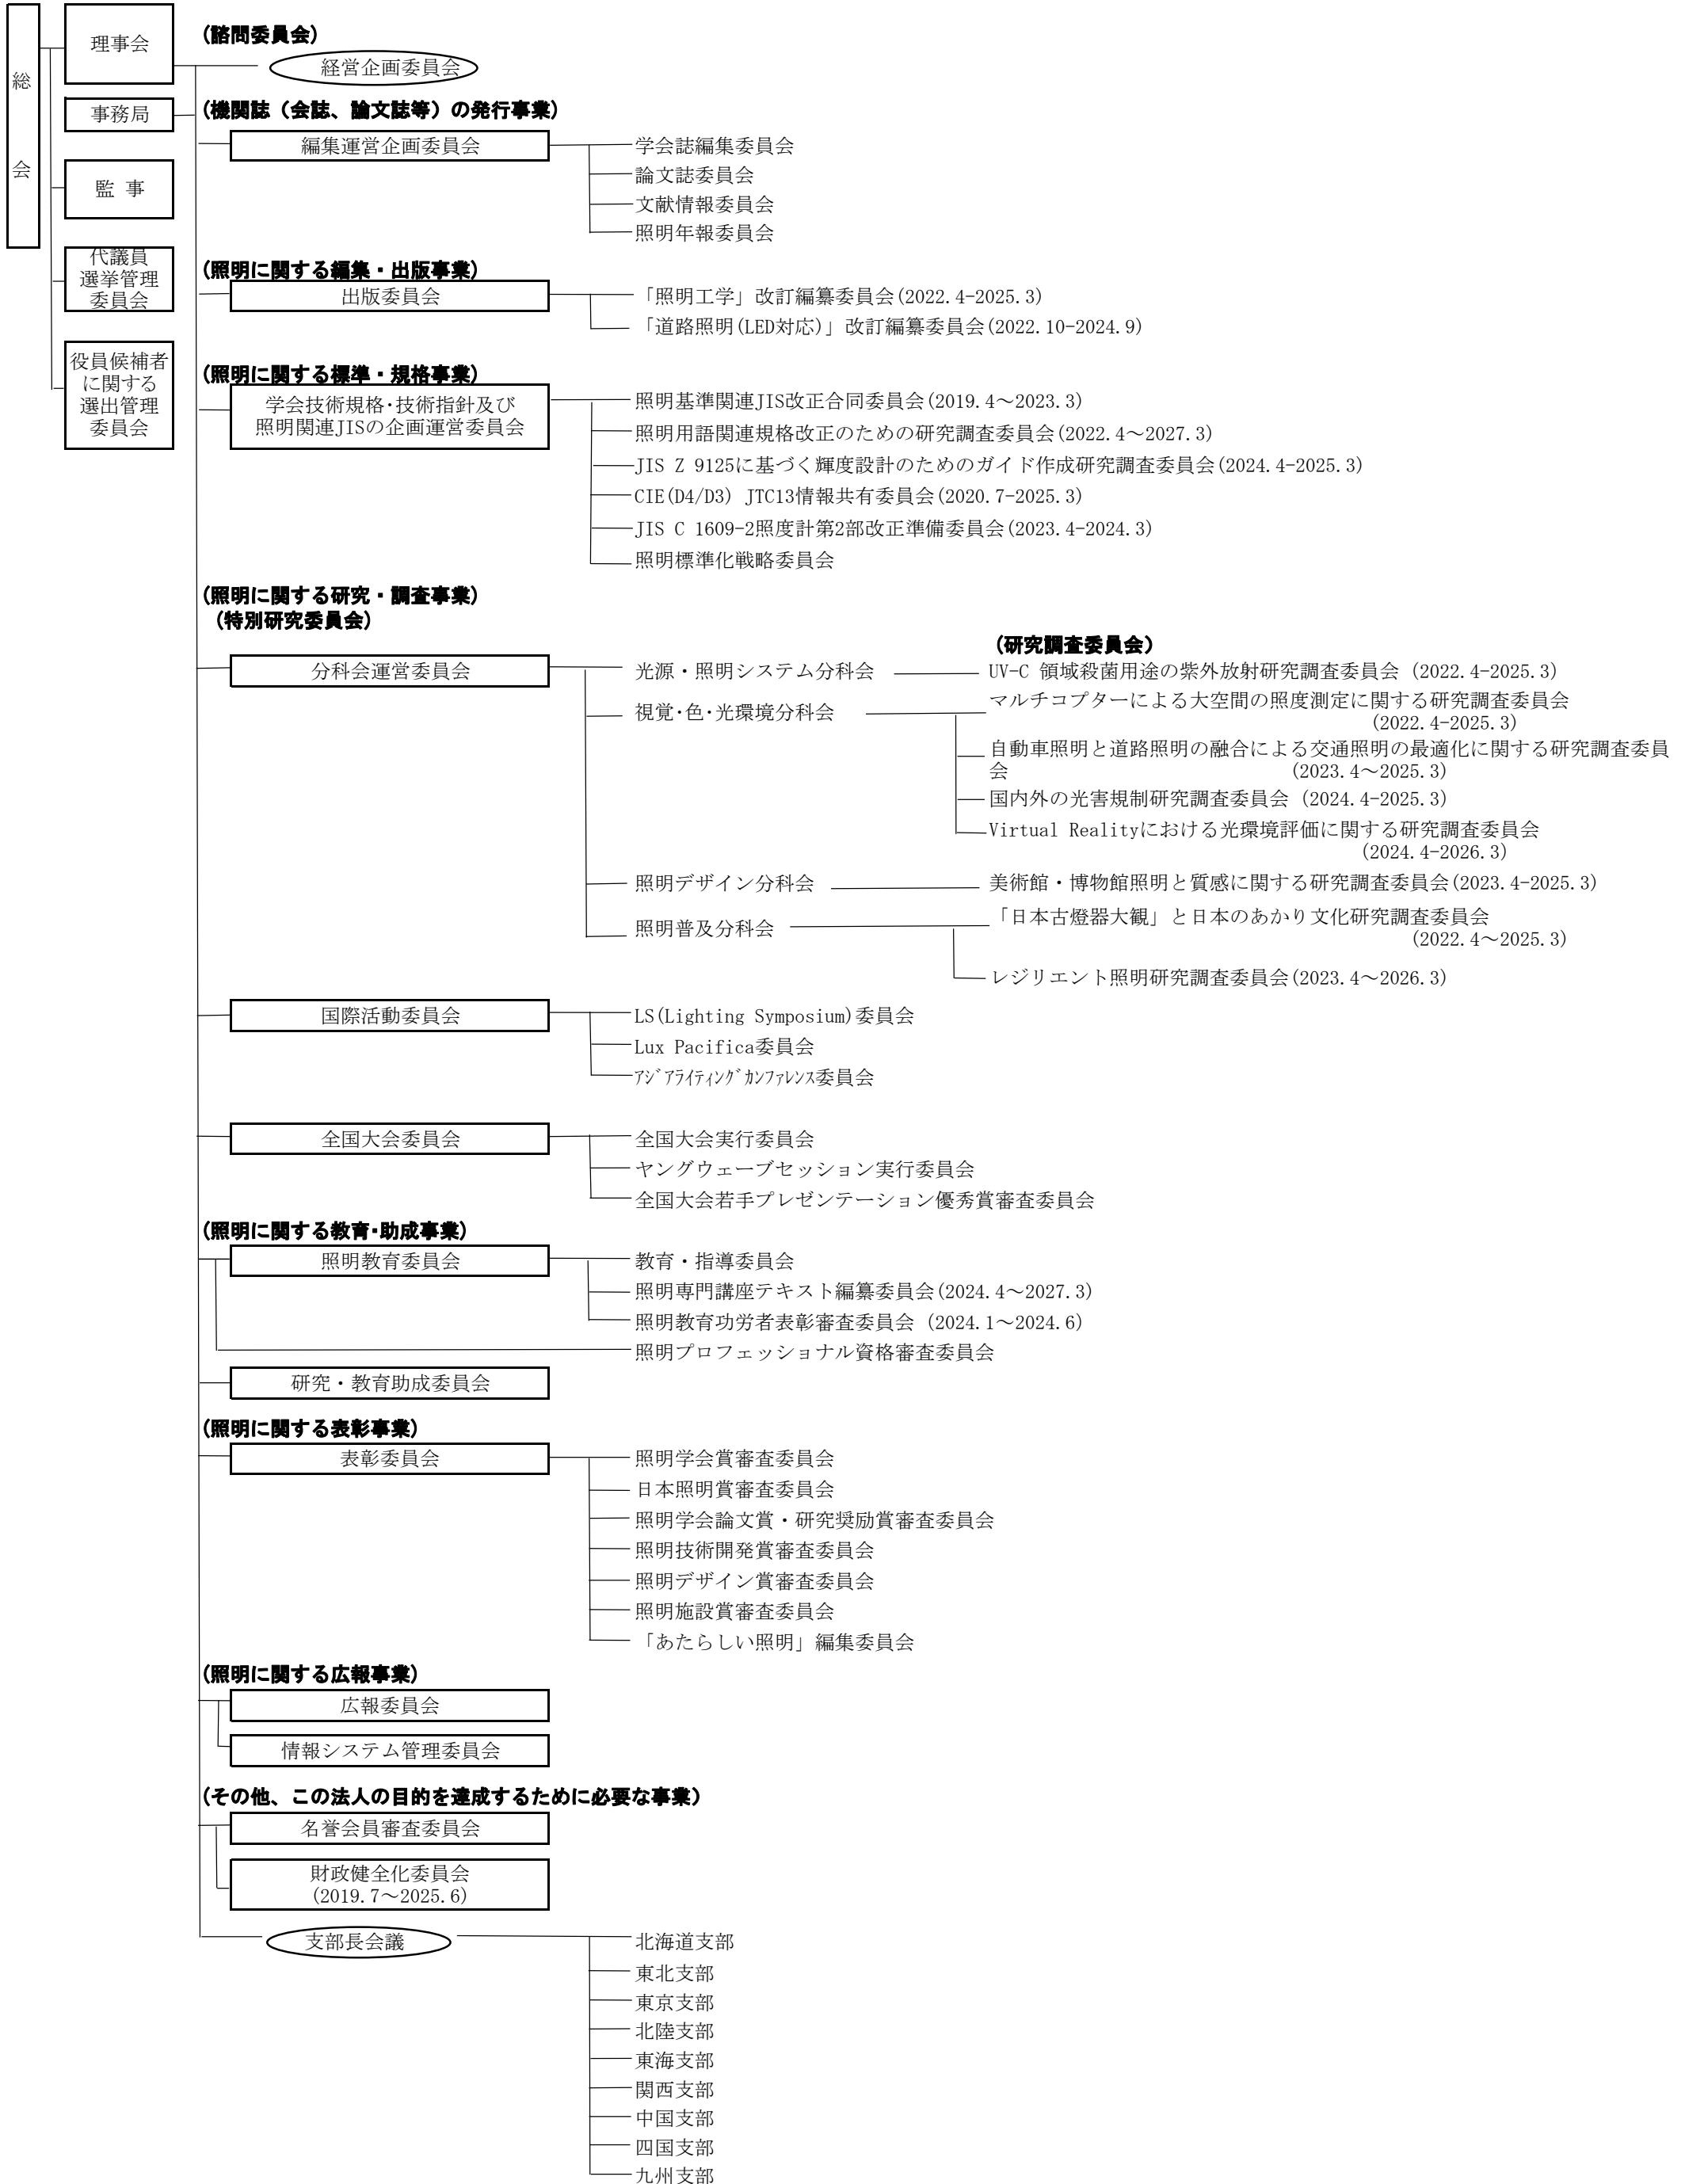 総
会
理事会
事務局
監 事
代議員
選挙管理
委員会
役員候補者
に関する
選出管理
委員会
(諮問委員会)
経営企画委員会
(機関誌（会誌、論文誌等）の発行事業)
編集運営企画委員会
学会誌編集委員会
論文誌委員会
文献情報委員会
照明年報委員会
(照明に関する編集・出版事業)
出版委員会
「照明工学」改訂編纂委員会(2022.4-2025.3)
「道路照明(LED対応)」改訂編纂委員会(2022.10-2024.9)
(照明に関する標準・規格事業)
学会技術規格･技術指針及び
照明関連JISの企画運営委員会
照明基準関連JIS改正合同委員会(2019.4～2023.3)
照明用語関連規格改正のための研究調査委員会(2022.4～2027.3)
JIS Z 9125に基づく輝度設計のためのガイド作成研究調査委員会(2024.4-2025.3)
CIE(D4/D3) JTC13情報共有委員会(2020.7-2025.3)
JIS C 1609-2照度計第2部改正準備委員会(2023.4-2024.3)
照明標準化戦略委員会
(照明に関する研究・調査事業)
(特別研究委員会)
(研究調査委員会)
分科会運営委員会
光源・照明システム分科会
UV-C 領域殺菌用途の紫外放射研究調査委員会 (2022.4-2025.3)
視覚･色･光環境分科会
マルチコプターによる大空間の照度測定に関する研究調査委員会
(2022.4-2025.3)
自動車照明と道路照明の融合による交通照明の最適化に関する研究調査委員
会 (2023.4～2025.3)
国内外の光害規制研究調査委員会 (2024.4-2025.3)
Virtual Realityにおける光環境評価に関する研究調査委員会
(2024.4-2026.3)
照明デザイン分科会
美術館・博物館照明と質感に関する研究調査委員会(2023.4-2025.3)
照明普及分科会
「日本古燈器大観」と日本のあかり文化研究調査委員会
(2022.4～2025.3)
レジリエント照明研究調査委員会(2023.4～2026.3)
国際活動委員会
LS(Lighting Symposium)委員会
Lux Pacifica委員会
ｱｼﾞｱﾗｲﾃｨﾝｸﾞｶﾝﾌｧﾚﾝｽ委員会
全国大会委員会
全国大会実行委員会
ヤングウェーブセッション実行委員会
全国大会若手プレゼンテーション優秀賞審査委員会
(照明に関する教育･助成事業)
照明教育委員会
教育・指導委員会
照明専門講座テキスト編纂委員会(2024.4～2027.3)
照明教育功労者表彰審査委員会 (2024.1～2024.6)
照明プロフェッショナル資格審査委員会
研究・教育助成委員会
(照明に関する表彰事業)
表彰委員会
照明学会賞審査委員会
日本照明賞審査委員会
照明学会論文賞・研究奨励賞審査委員会
照明技術開発賞審査委員会
照明デザイン賞審査委員会
照明施設賞審査委員会
「あたらしい照明」編集委員会
(照明に関する広報事業)
広報委員会
情報システム管理委員会
(その他、この法人の目的を達成するために必要な事業)
名誉会員審査委員会
財政健全化委員会
(2019.7～2025.6)
支部長会議
北海道支部
東北支部
東京支部
北陸支部
東海支部
関西支部
中国支部
四国支部
九州支部